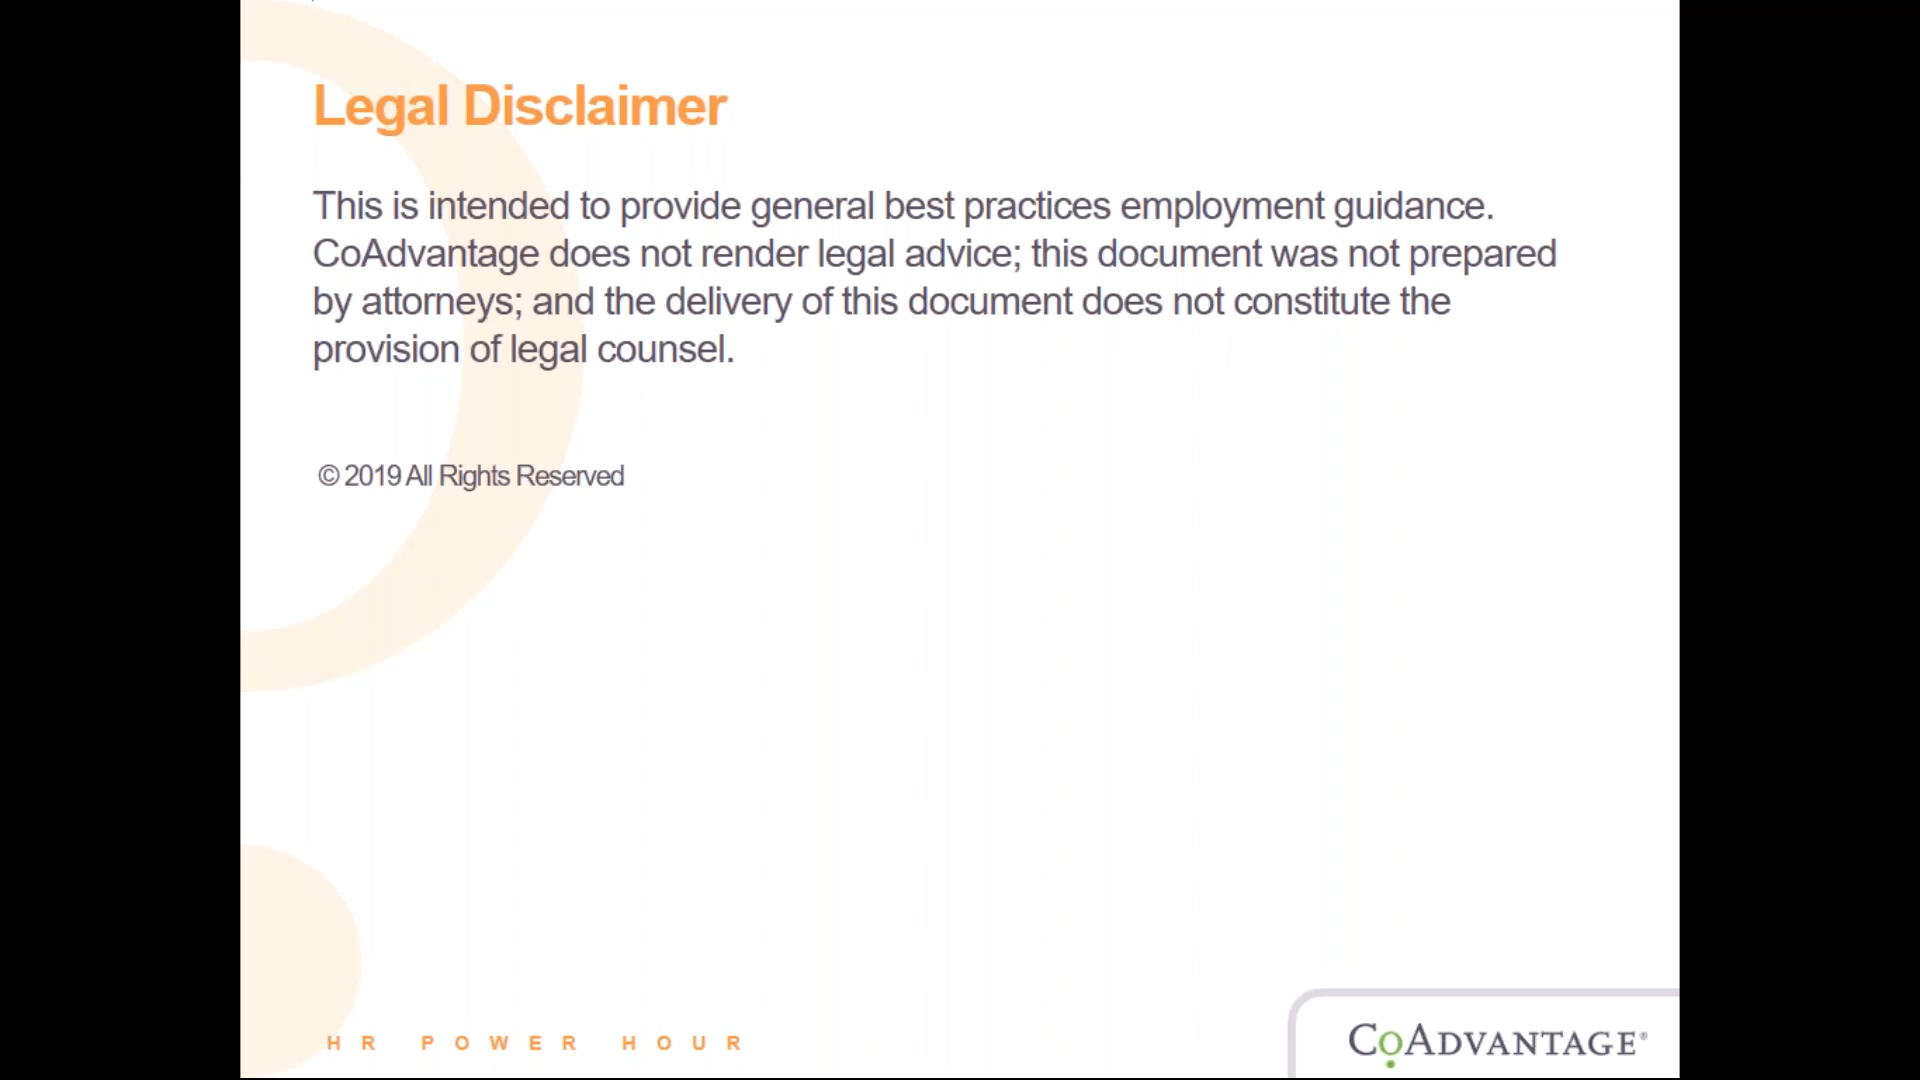 Legal Disclaimer
This is intended to provide general best practices employment guidance.
CoAdvantage does not render legal advice; this document was not prepared
by attorneys; and the delivery of this document does not constitute the
provision of legal counsel.
© 2019 All Rights Reserved
HR POWER HOUR
COADVANTAGE®